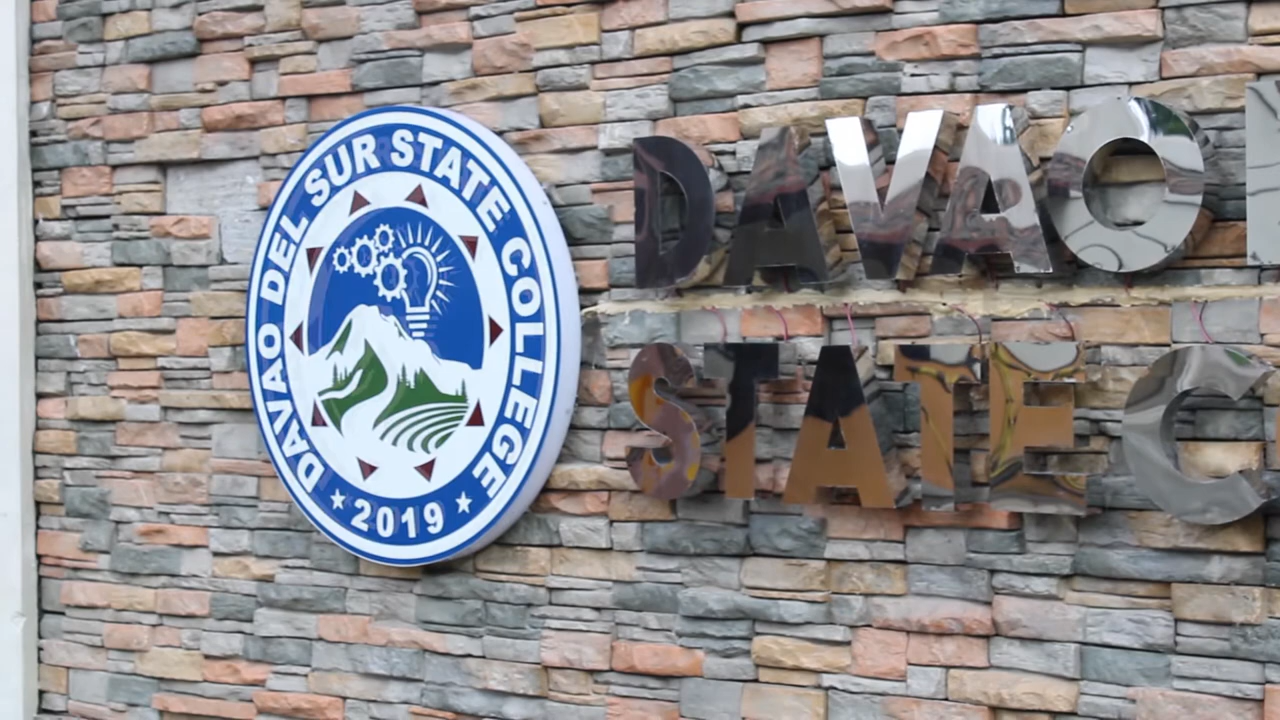 DAVAO DEL SUR STATE COLLEGE
2019
DAVAO
STATE C